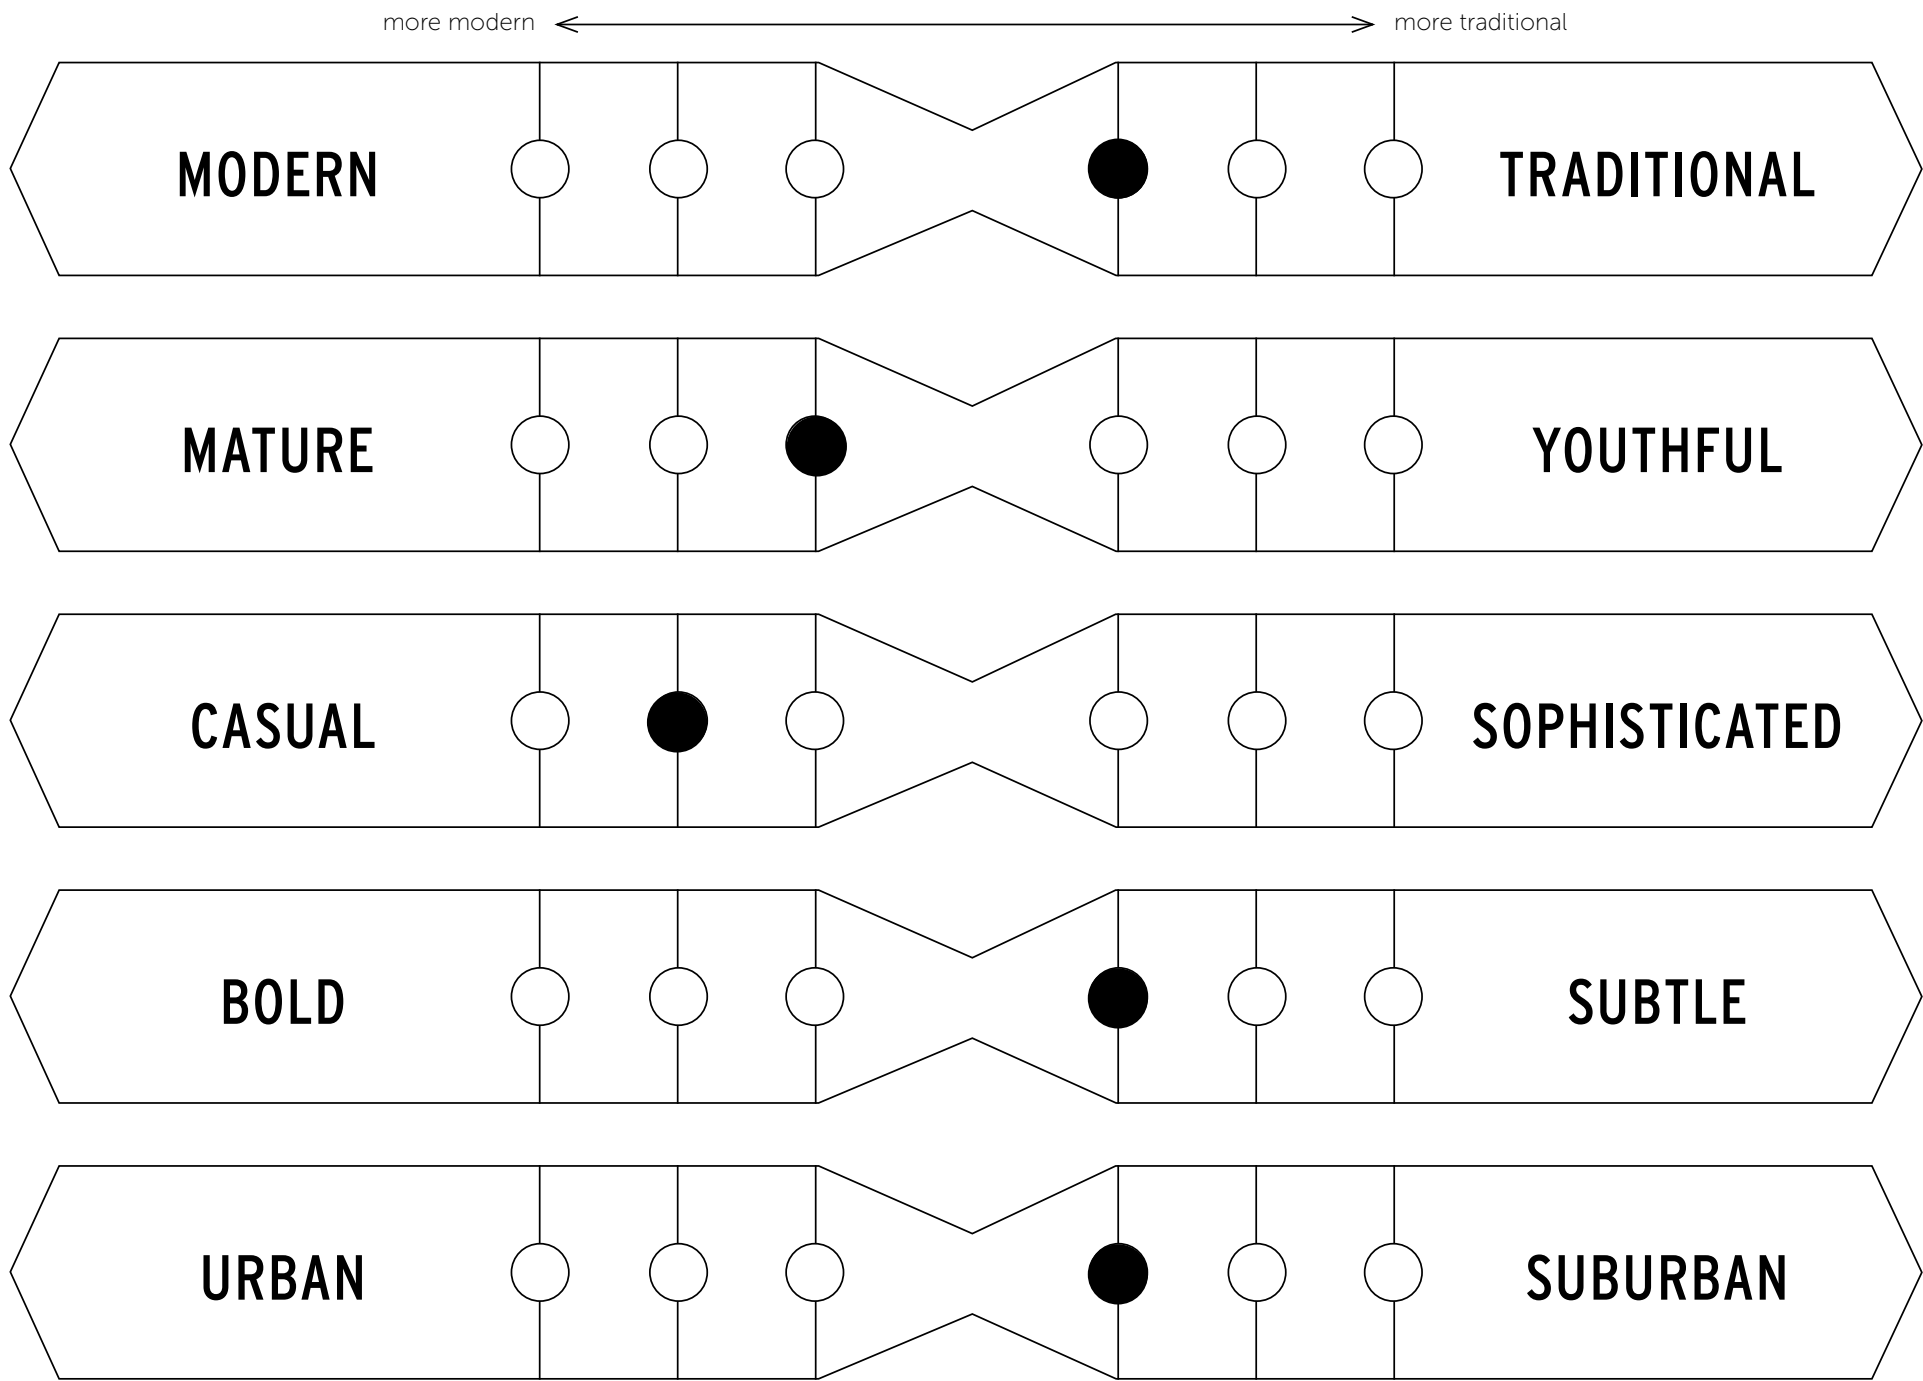 more modern more traditional
MODERN TRADITIONAL
MATURE YOUTHFUL
CASUAL SOPHISTICATED
BOLD SUBTLE
URBAN SUBURBAN